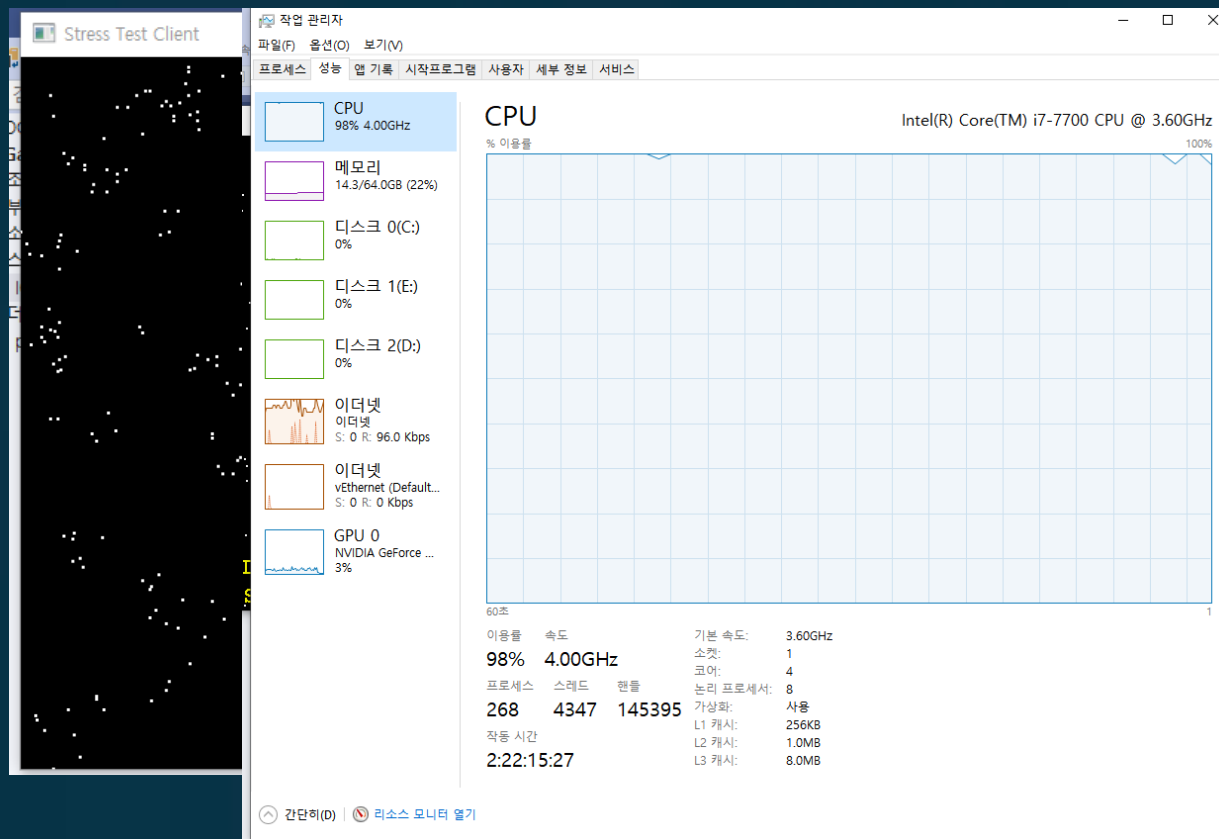 Stress Test Client
작업 관리자
파일(F) 옵션(O) 보기(V)
프로세스 성능 앱 기록 시작프로그램 사용자 세부 정보 서비스
CPU
98% 4.00GHz
메모리
14.3/64.0GB (22%)
디스크 0(C:)
0%
디스크 1(E:)
0%
디스크 2(D:)
0%
이더넷
이더넷
S: 0 R: 96.0 Kbps
이더넷
vEthernet (Default...
S: 0 R: 0 Kbps
GPU 0
NVIDIA GeForce ...
3%
CPU
Intel(R) Core(TM) i7-7700 CPU @ 3.60GHz
% 이용률
100%
60초
1
이용률 속도
98% 4.00GHz
프로세스 스레드 핸들
268 4347 145395
작동 시간
2:22:15:27
기본 속도: 3.60GHz
소켓: 1
코어: 4
논리 프로세서: 8
가상화: 사용
L1 캐시: 256KB
L2 캐시: 1.0MB
L3 캐시: 8.0MB
간단히(D)
리소스 모니터 열기